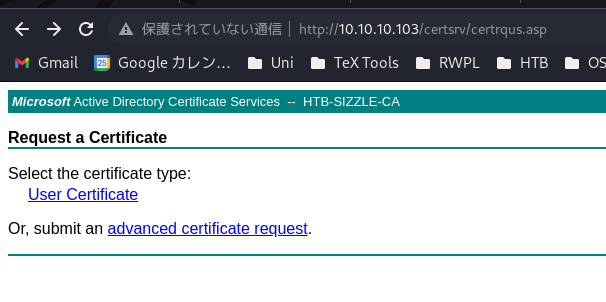 保護されていない通信 | http://10.10.10.103/certsrv/certrqus.asp
Gmail Google カレン... Uni TeX Tools RWPL HTB OS
Microsoft Active Directory Certificate Services -- HTB-SIZZLE-CA
Request a Certificate
Select the certificate type:
User Certificate
Or, submit an advanced certificate request.